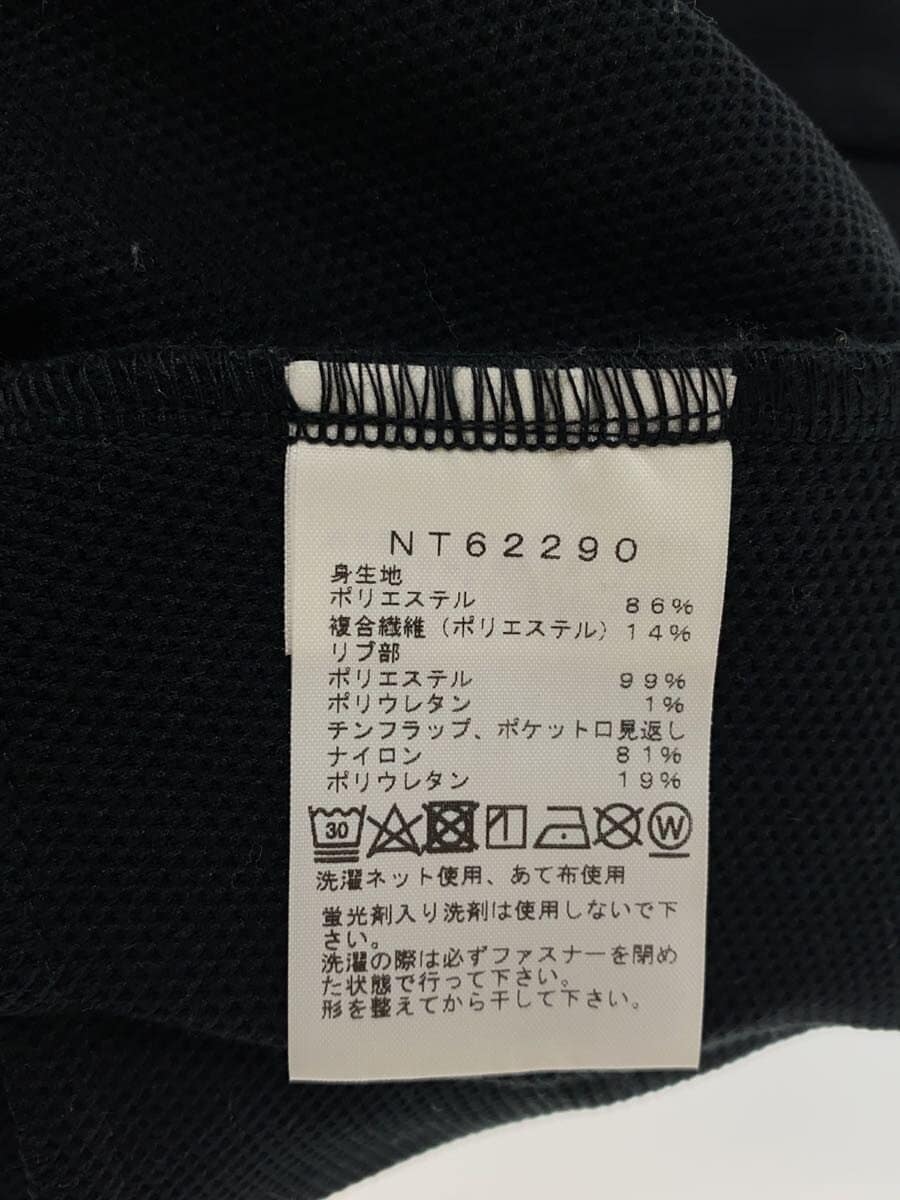 NT62290
身生地
ポリエステル 86%
複合繊維(ポリエステル) 14%
リブ部
ポリエステル 99%
ポリウレタン 1%
チンフラップ、ポケット口見返し
ナイロン 81%
ポリウレタン 19%
30 W
洗濯ネット使用、あて布使用
蛍光剤入り洗剤は使用しないで下
さい。
洗濯の際は必ずファスナーを閉め
た状態で行って下さい。
形を整えてから干して下さい。